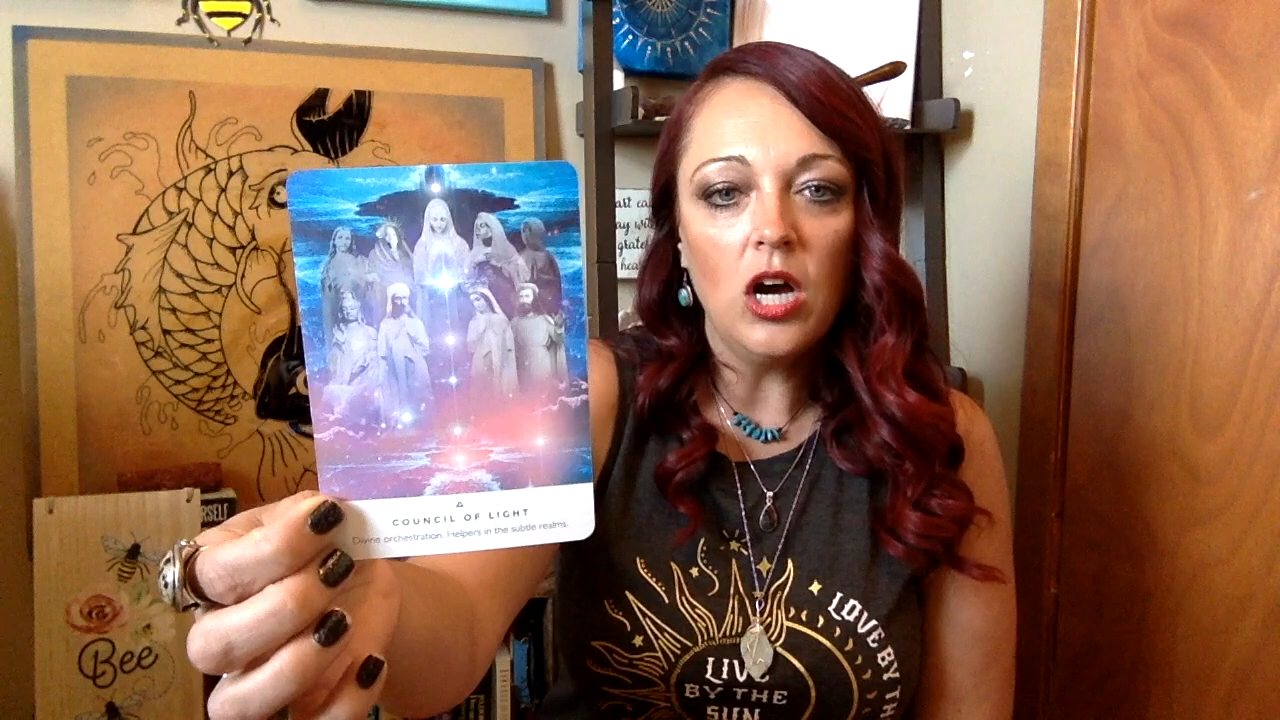 COUNCIL OF LIGHT
Divine orchestration. Helpers in the subtle realms.
Bee
LIVE
BY THE
SUN
LOVE BY TH